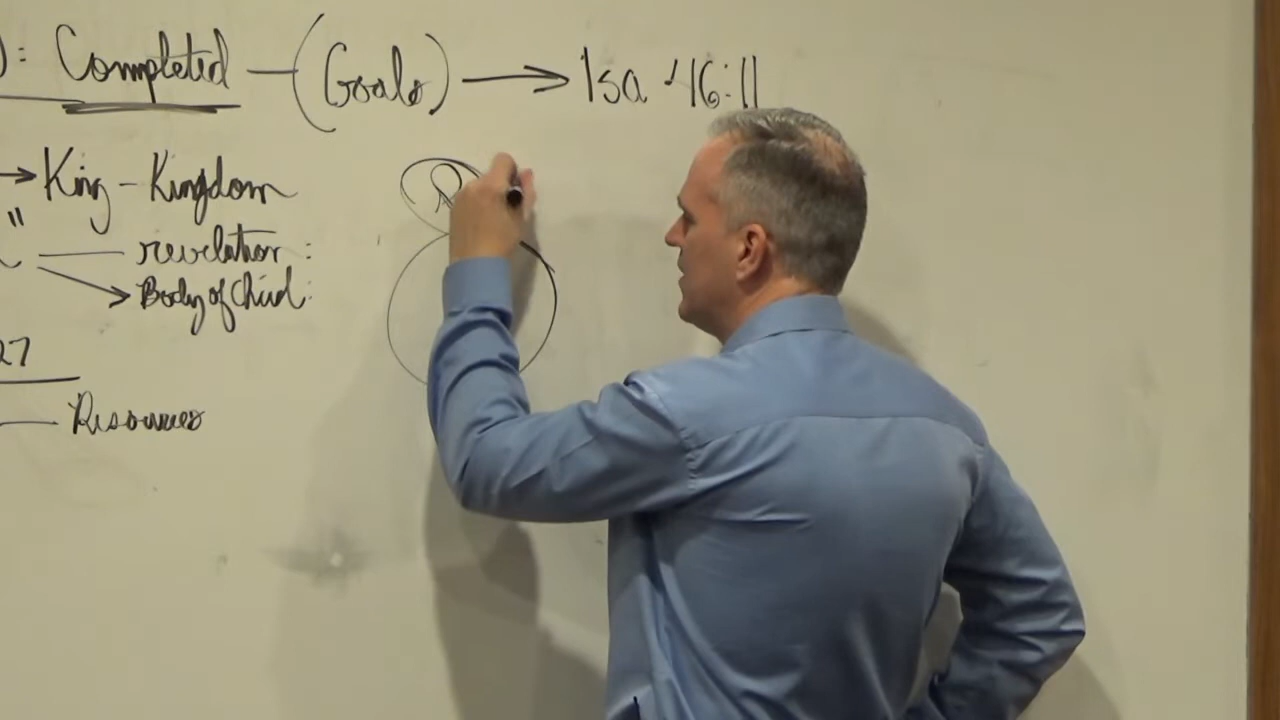 ): Completed — (Goals) → Isa 46:11
→ King - Kingdom
"
— revelation:
→ Body of Christ:
27
— Resources
R